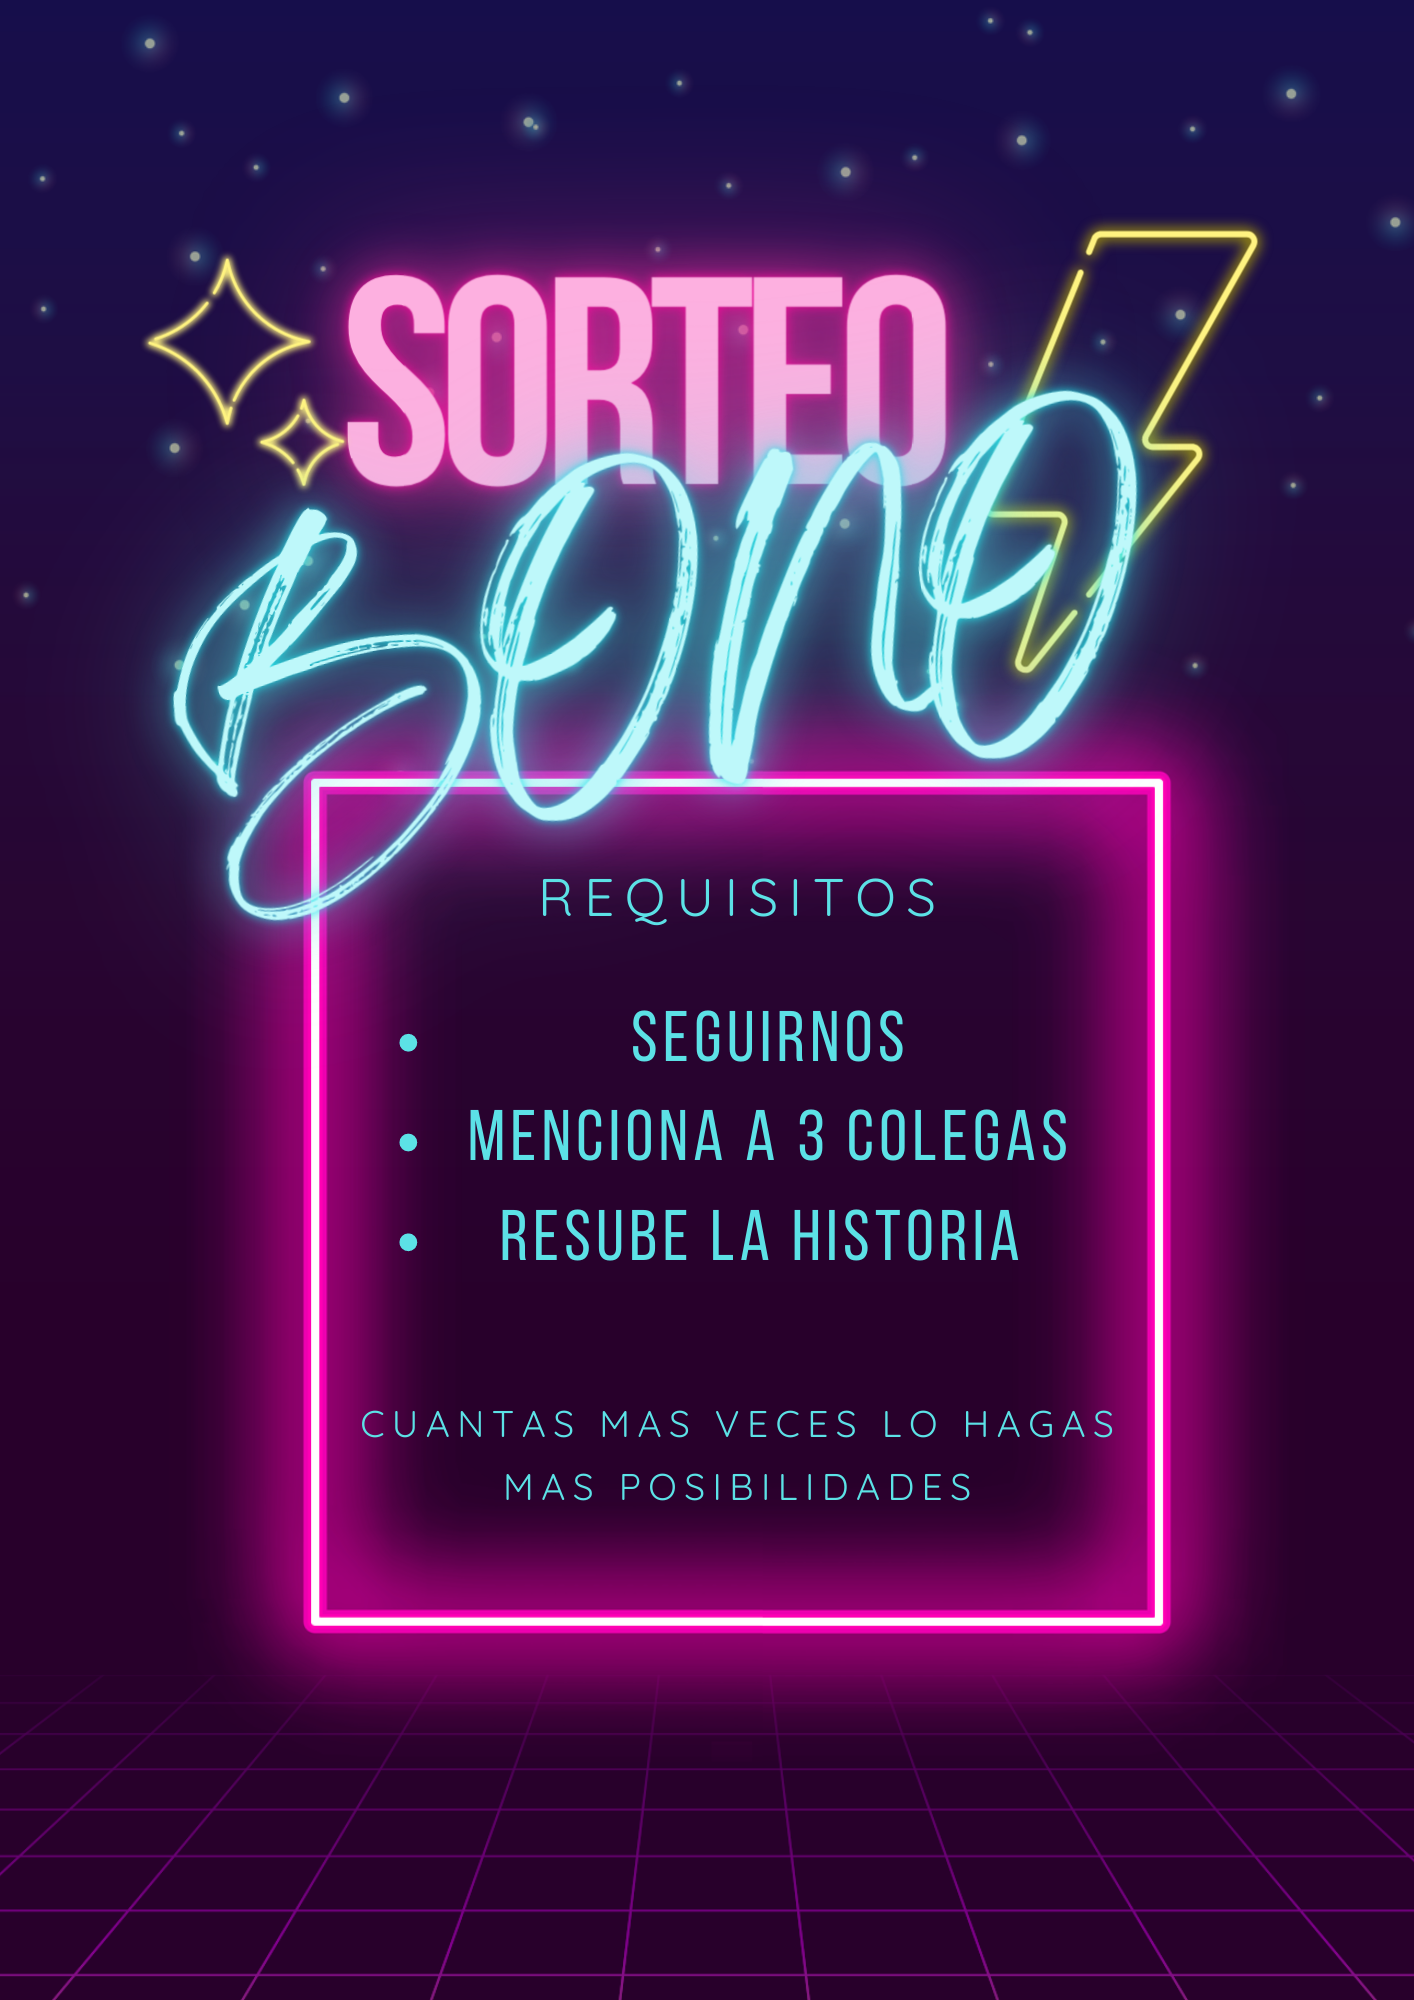 SORTEO
BONO
REQUISITOS
• SEGUIRNOS
• MENCIONA A 3 COLEGAS
• RESUBE LA HISTORIA
CUANTAS MAS VECES LO HAGAS
MAS POSIBILIDADES